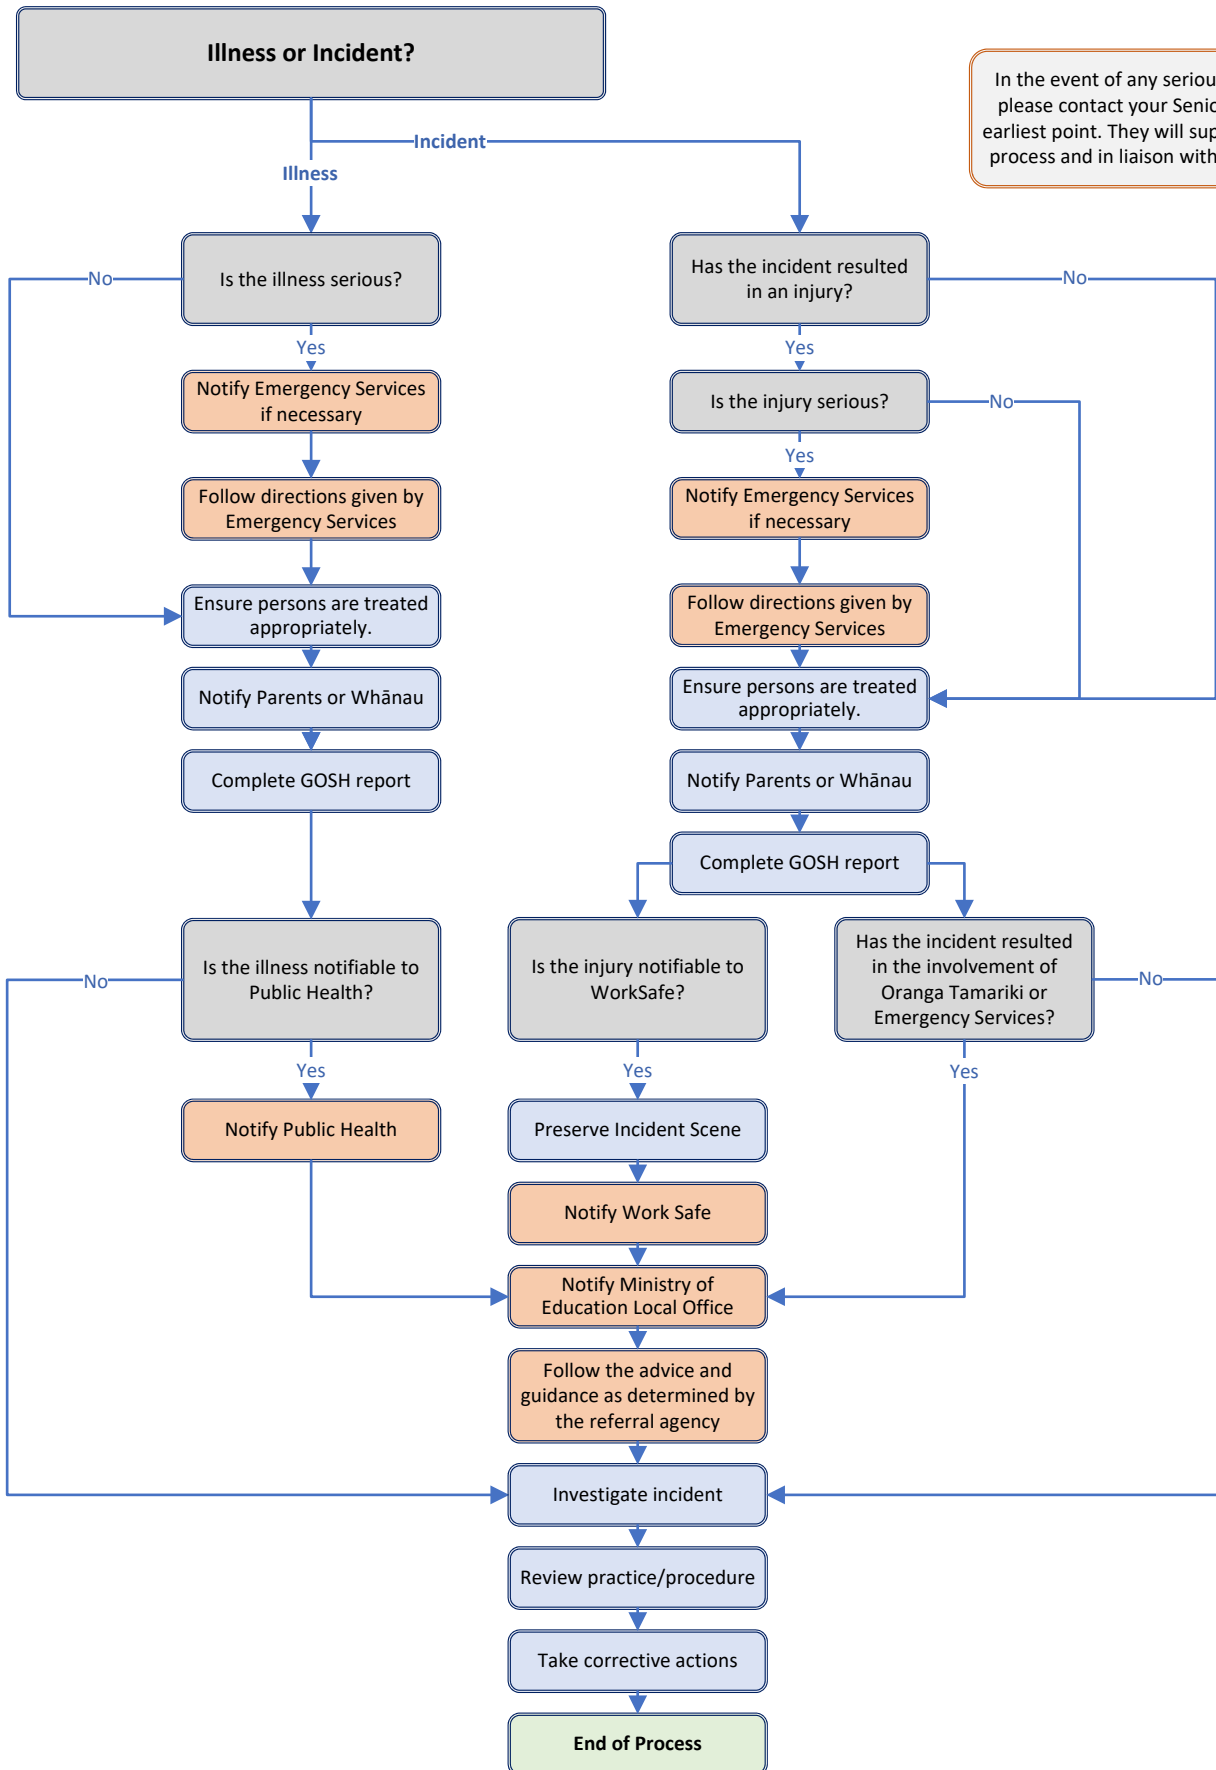 Illness or Incident?
In the event of any seriou
please contact your Senio
earliest point. They will sup
process and in liaison with
Incident
Illness
Is the illness serious?
No
Has the incident resulted
in an injury?
No
Yes
Yes
Notify Emergency Services
if necessary
Is the injury serious?
No
Yes
Follow directions given by
Emergency Services
Notify Emergency Services
if necessary
Ensure persons are treated
appropriately.
Follow directions given by
Emergency Services
Notify Parents or Whānau
Ensure persons are treated
appropriately.
Complete GOSH report
Notify Parents or Whānau
Complete GOSH report
Is the illness notifiable to
Public Health?
No
Is the injury notifiable to
WorkSafe?
Has the incident resulted
in the involvement of
Oranga Tamariki or
Emergency Services?
No
Yes
Yes
Yes
Notify Public Health
Preserve Incident Scene
Notify Work Safe
Notify Ministry of
Education Local Office
Follow the advice and
guidance as determined by
the referral agency
Investigate incident
Review practice/procedure
Take corrective actions
End of Process